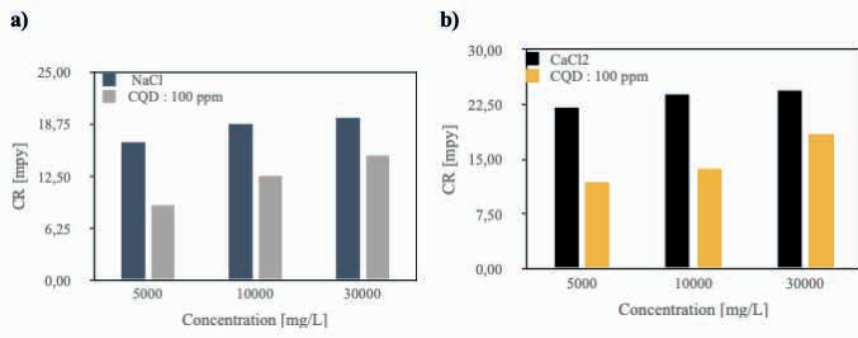 a)
25,00
NaCl
CQD : 100 ppm
18,75
12,50
6,25
0,00
CR [mpy]
5000 10000 30000
Concentration [mg/L]
b)
30,00
CaCl2
CQD : 100 ppm
22,50
15,00
7,50
0,00
CR [mpy]
5000 10000 30000
Concentration [mg/L]